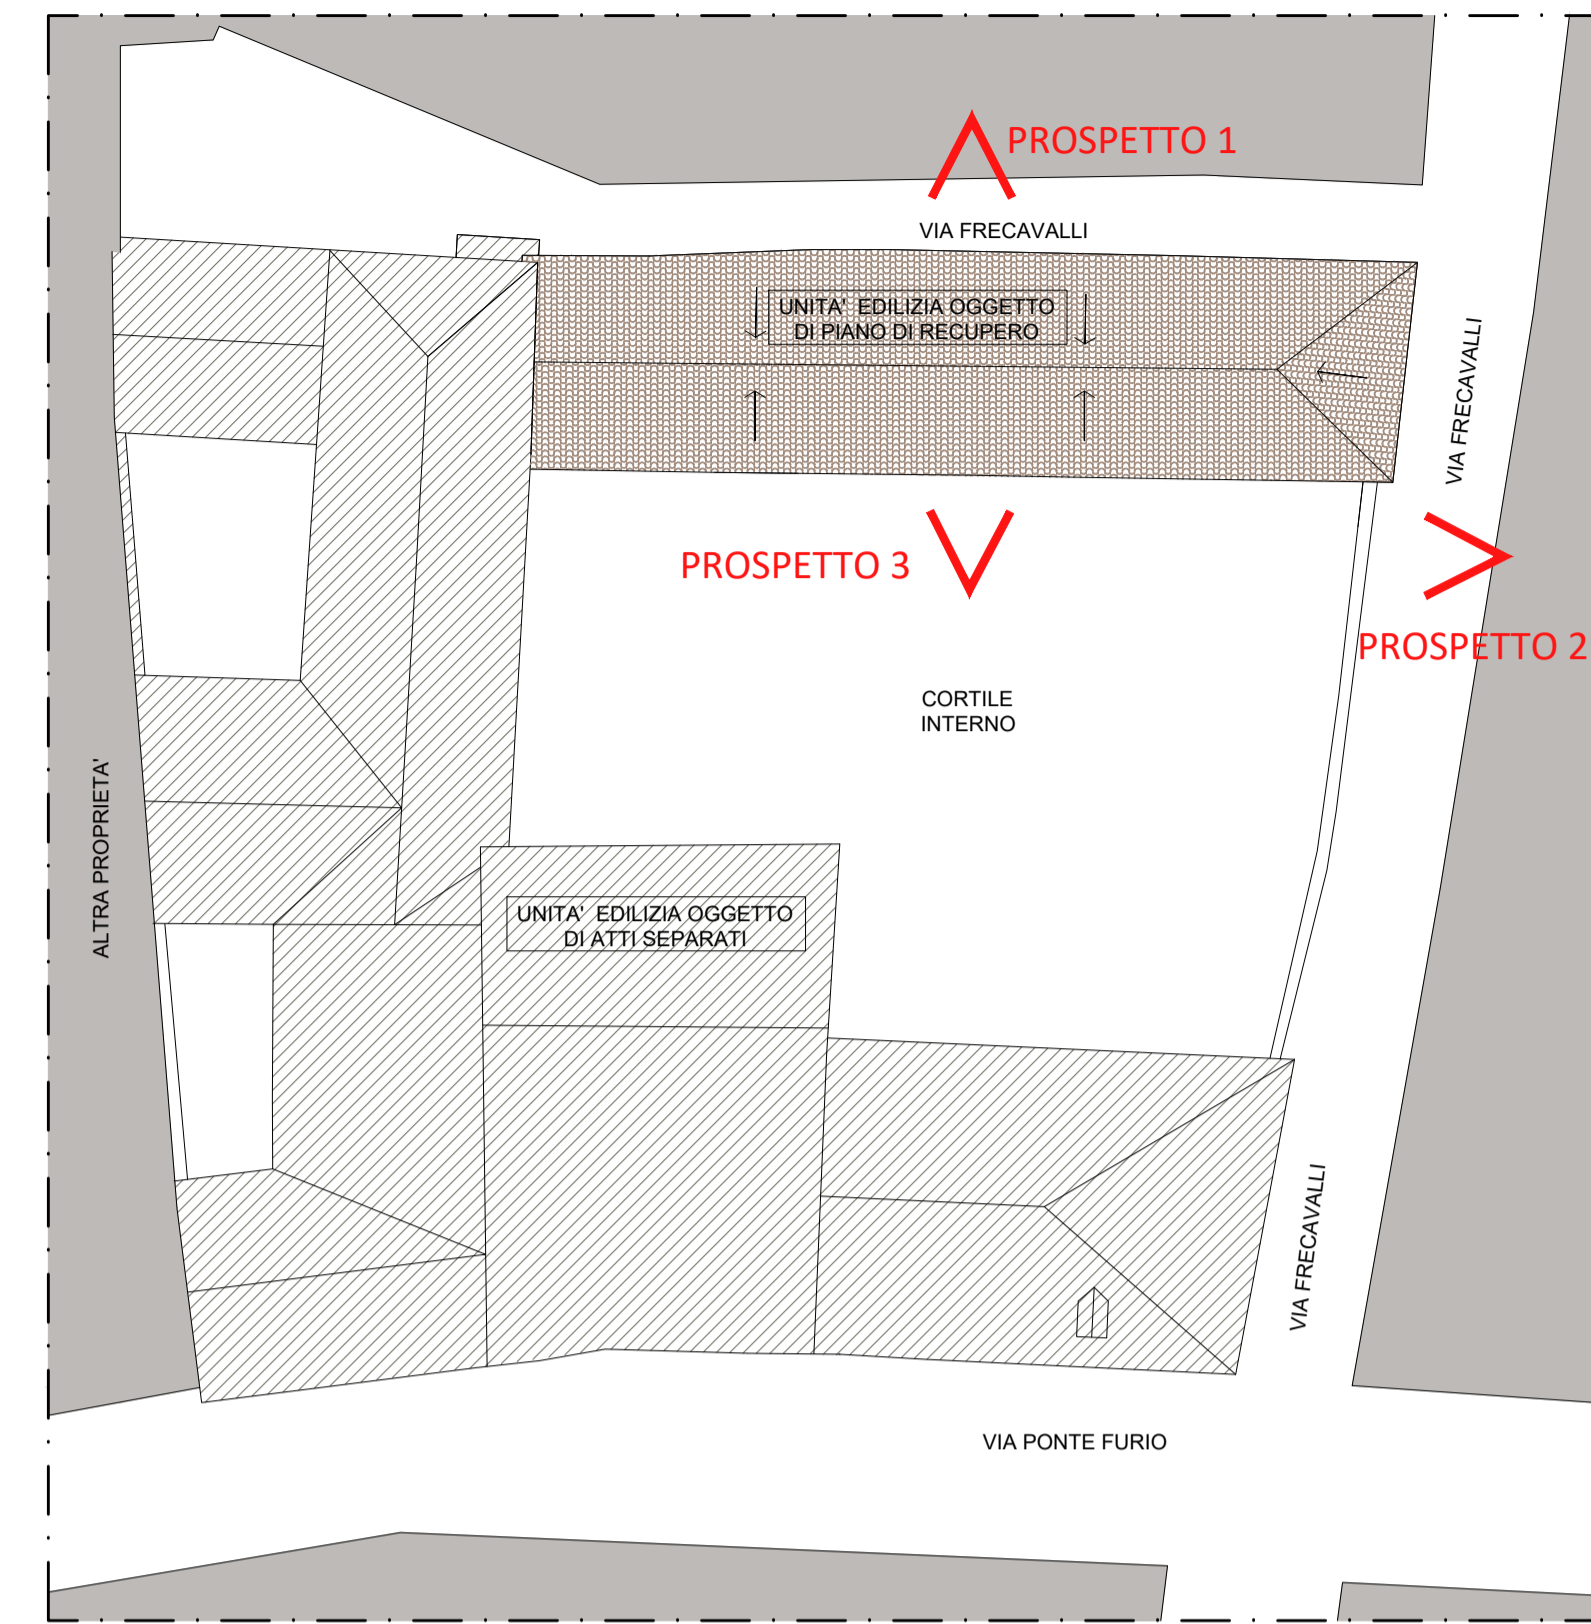 PROSPETTO 1
VIA FRECAVALLI
UNITA' EDILIZIA OGGETTO
DI PIANO DI RECUPERO
VIA FRECAVALLI
PROSPETTO 3
PROSPETTO 2
CORTILE
INTERNO
ALTRA PROPRIETA'
UNITA' EDILIZIA OGGETTO
DI ATTI SEPARATI
VIA FRECAVALLI
VIA PONTE FURIO